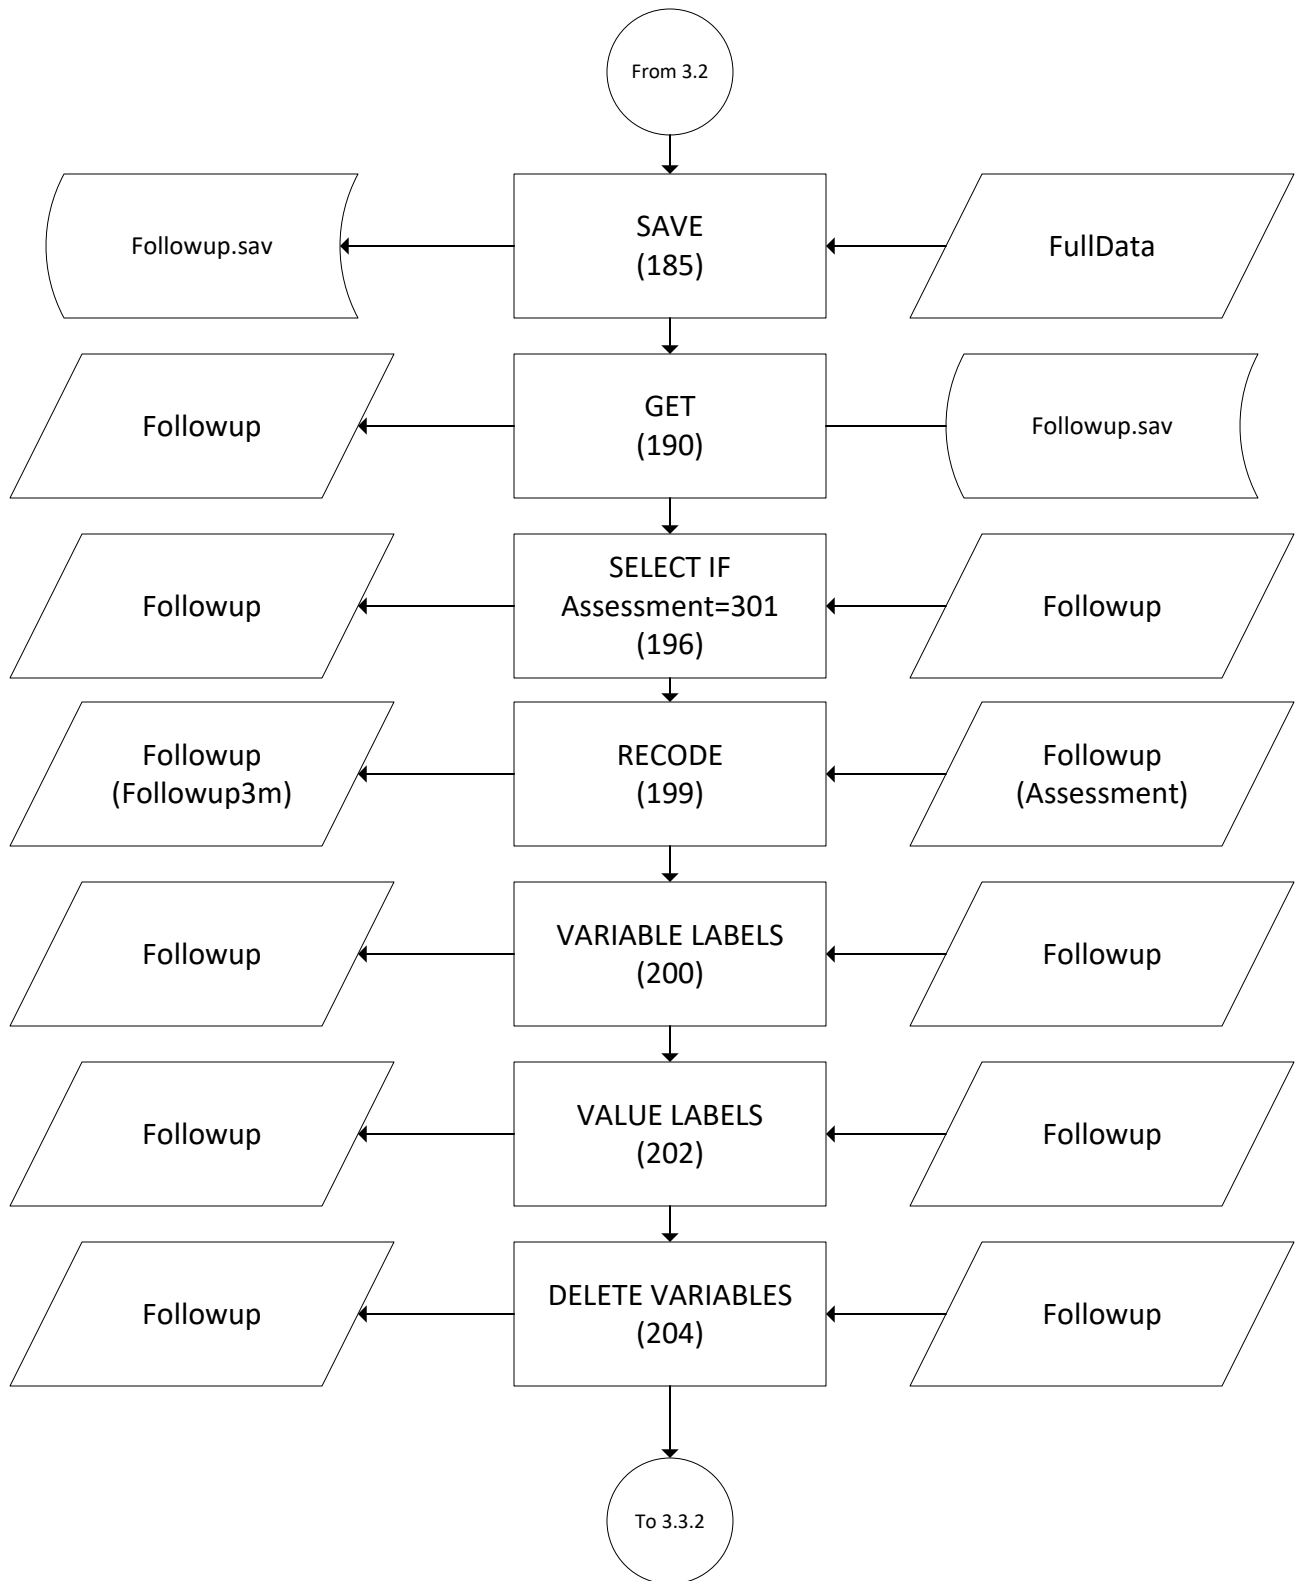 From 3.2
Followup.sav
SAVE
(185)
FullData
Followup
GET
(190)
Followup.sav
Followup
SELECT IF
Assessment=301
(196)
Followup
Followup
(Followup3m)
RECODE
(199)
Followup
(Assessment)
Followup
VARIABLE LABELS
(200)
Followup
Followup
VALUE LABELS
(202)
Followup
Followup
DELETE VARIABLES
(204)
Followup
To 3.3.2